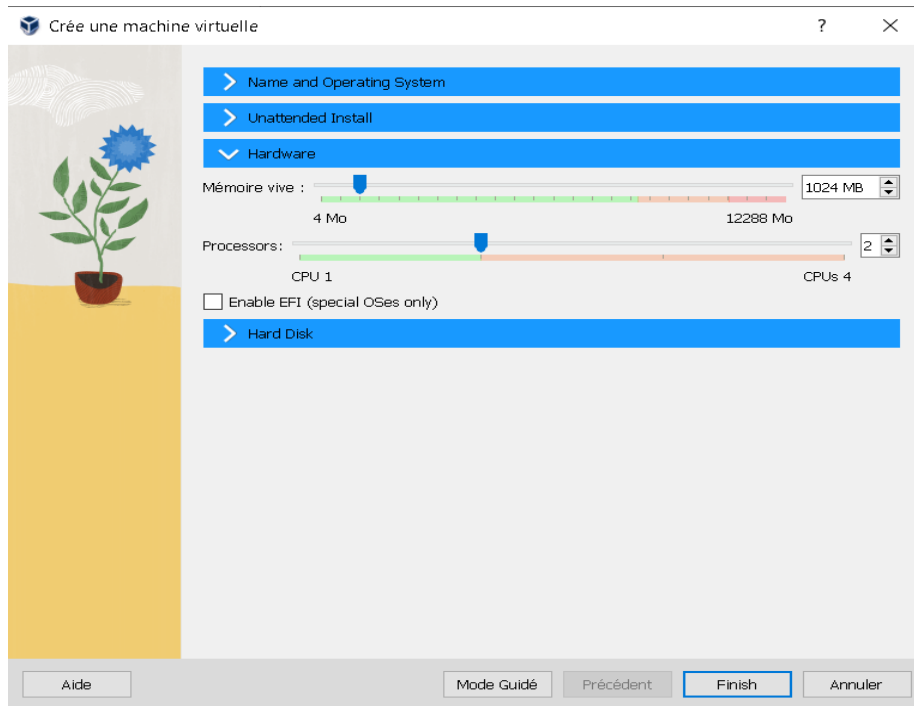 Crée une machine virtuelle
?
Name and Operating System
Unattended Install
Hardware
Mémoire vive : 1024 MB
4 Mo 12288 Mo
Processors: 2
CPU 1 CPUs 4
Enable EFI (special OSes only)
Hard Disk
Aide Mode Guidé Précédent Finish Annuler